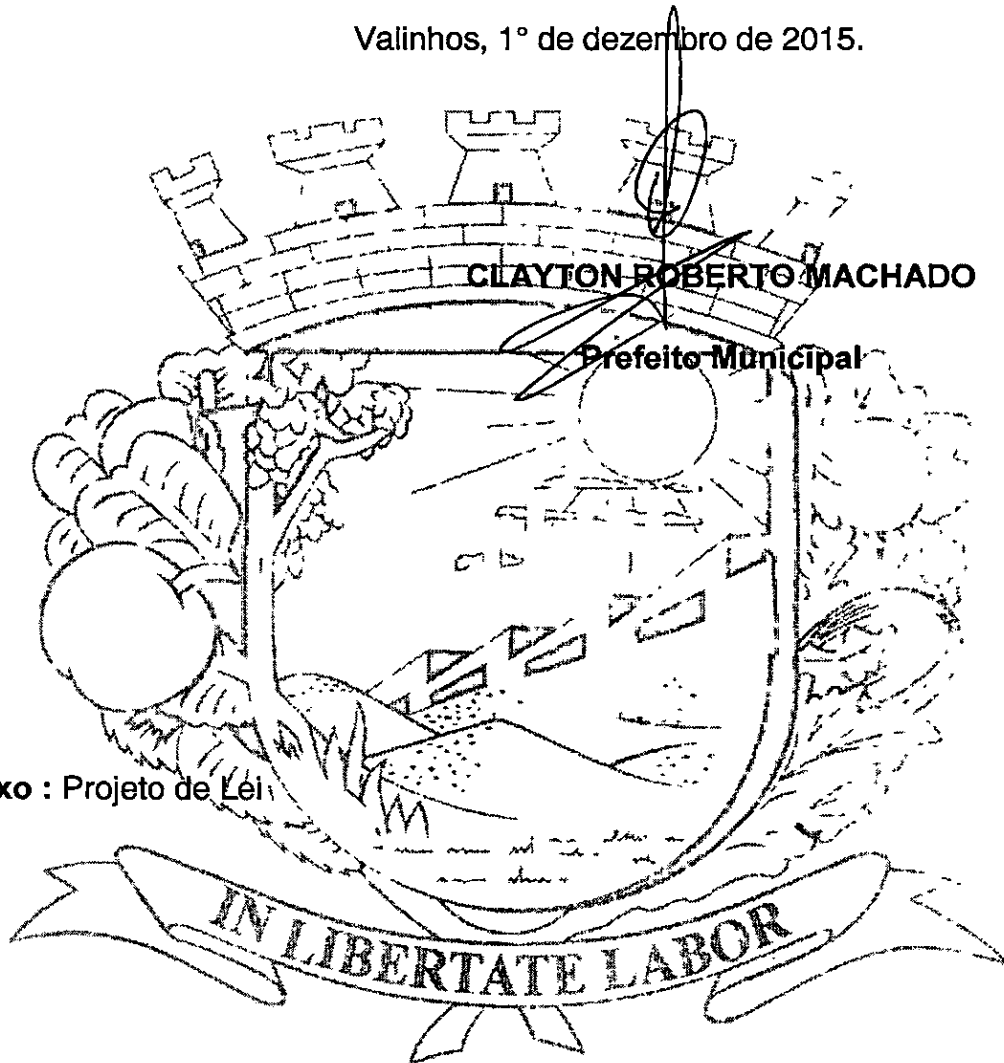 Valinhos, 1° de dezembro de 2015.
CLAYTON ROBERTO MACHADO
Prefeito Municipal
xo : Projeto de Lei
IN LIBERTATE LABOR